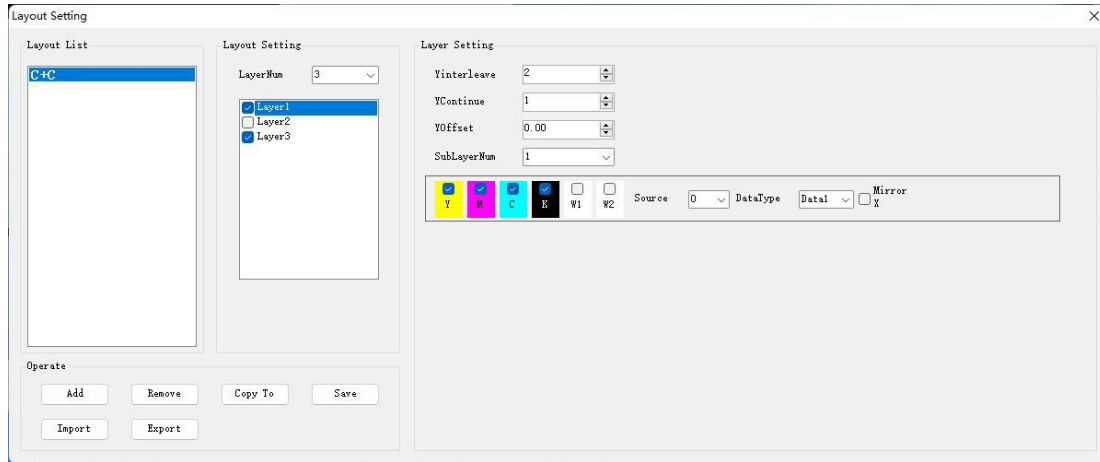 Layout Setting
Layout List
C+C
Layout Setting
LayerNum 3
Layer1
Layer2
Layer3
Layer Setting
Yinterleave 2
YContinue 1
YOffset 0.00
SubLayerNum 1
Y M C K W1 W2 Source 0 DataType Data1 Mirror X
Operate
Add Remove Copy To Save
Import Export